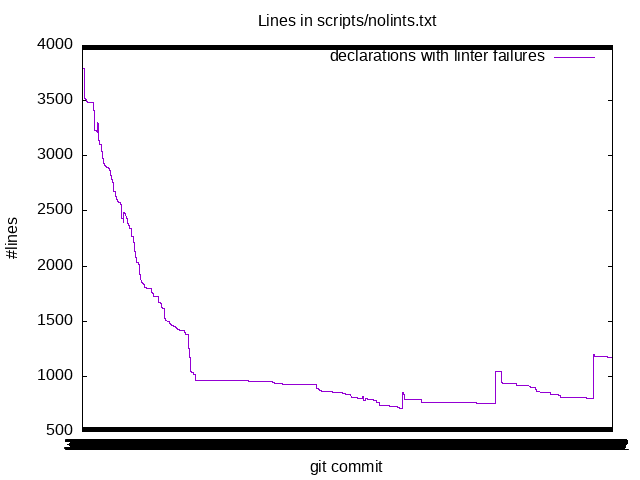 Lines in scripts/nolints.txt
declarations with linter failures
4000
3500
3000
2500
2000
1500
1000
500
#lines
git commit